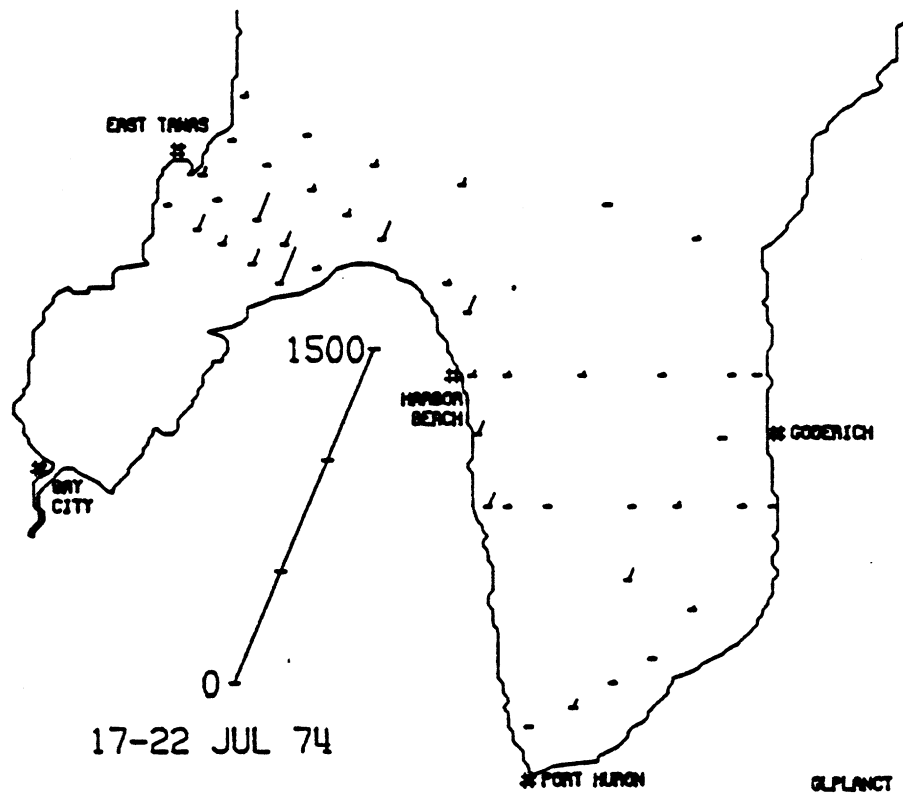 EAST TAWAS
1500
HARBOR
BEACH
GODERICH
BAY
CITY
0
17-22 JUL 74
PORT HURON
GLPLANCT